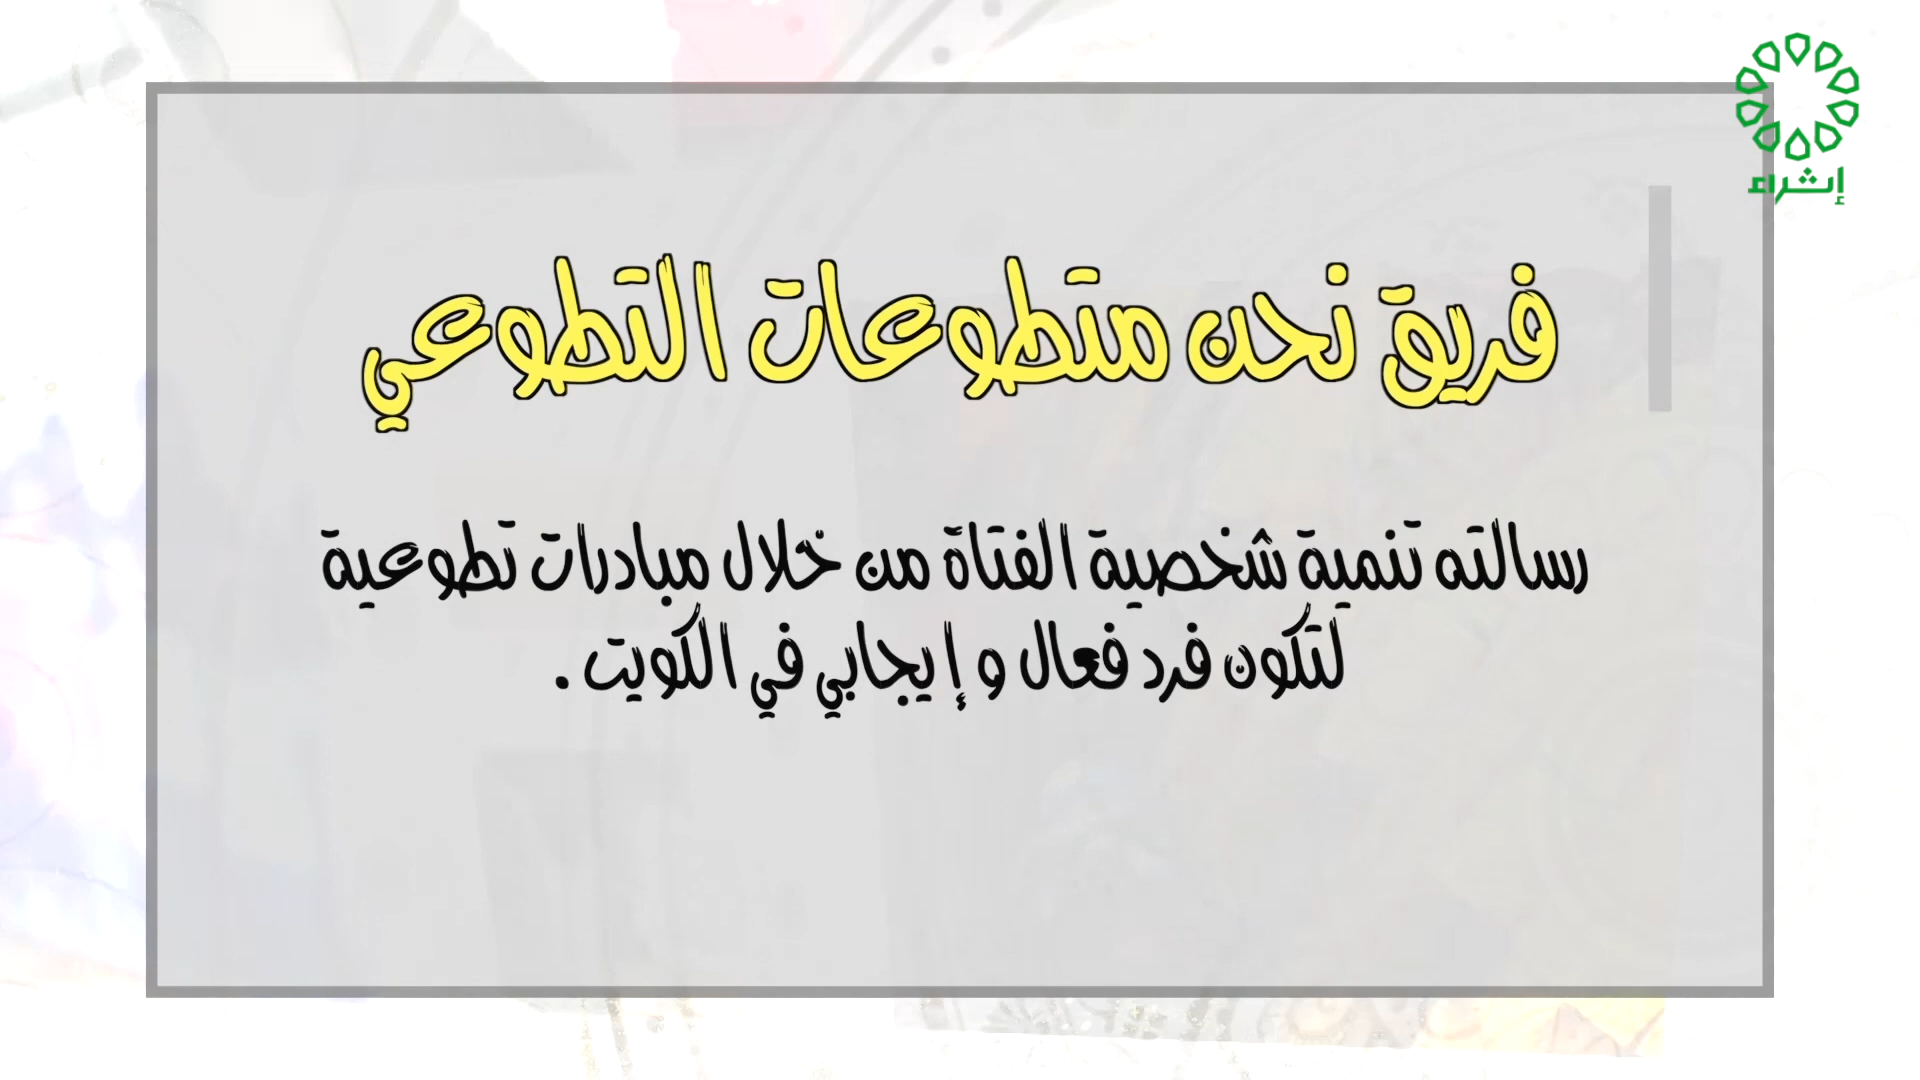 إثراء
فريق نحن متطوعات التطوعي
رسالته تنمية شخصية الفتاة من خلال مبادرات تطوعية
لتكون فرد فعال و إيجابي في الكويت .